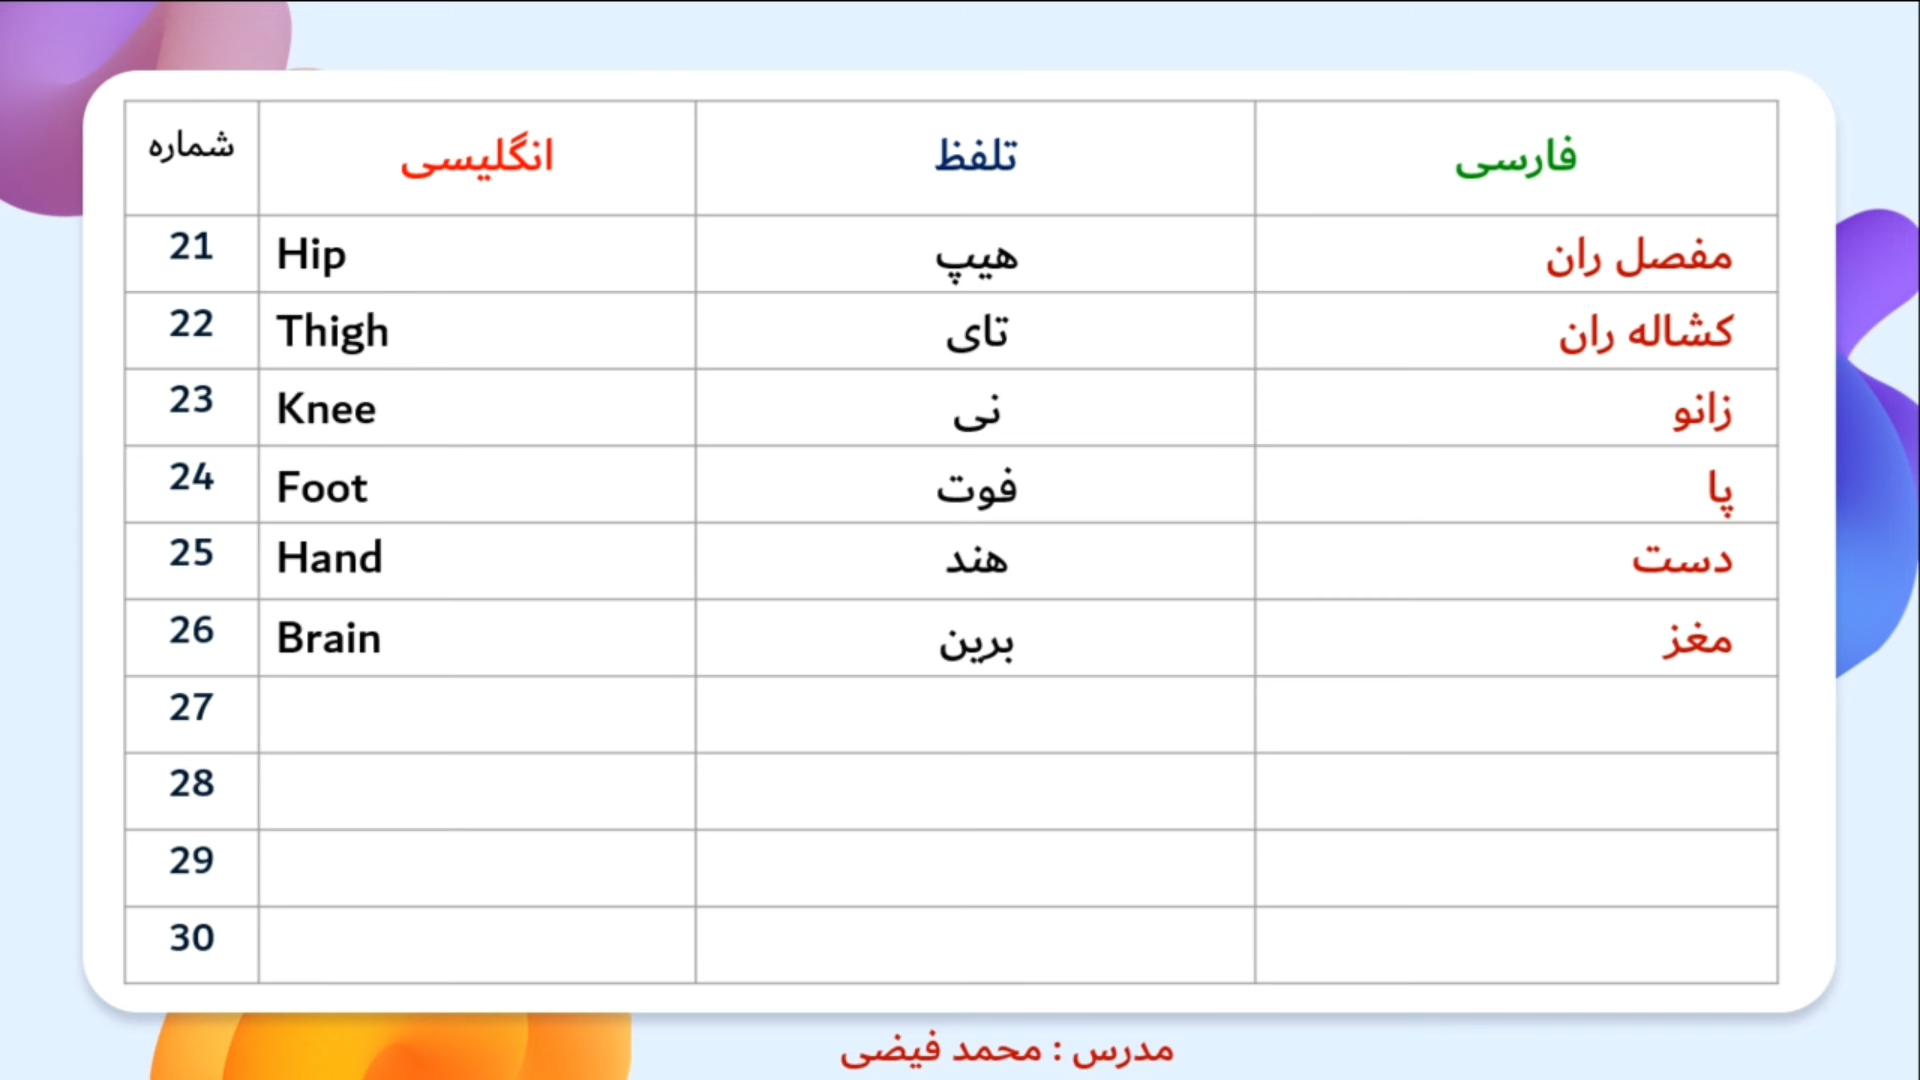 شماره انگلیسی تلفظ فارسی
21 Hip هیپ مفصل ران
22 Thigh تای کشاله ران
23 Knee نی زانو
24 Foot فوت پا
25 Hand هند دست
26 Brain برین مغز
27
28
29
30
مدرس : محمد فیضی